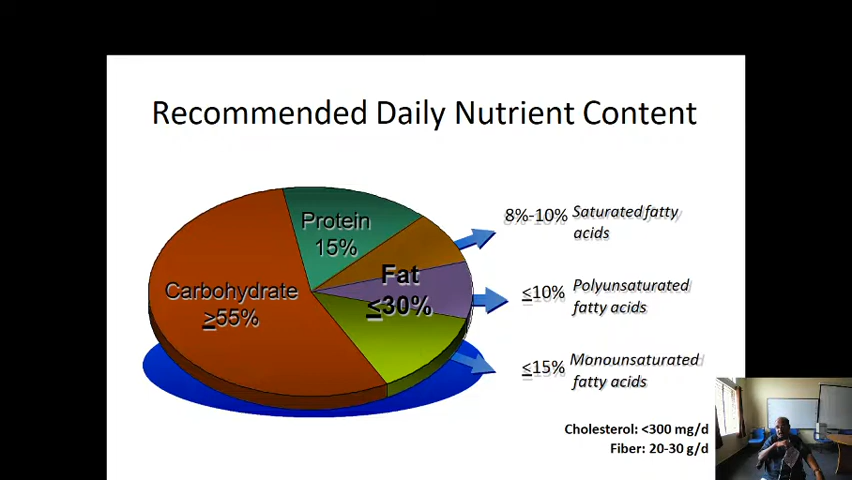 Recommended Daily Nutrient Content
Protein
15%
Carbohydrate
≥55%
Fat
≤30%
8%-10% Saturated fatty
acids
≤10% Polyunsaturated
fatty acids
≤15% Monounsaturated
fatty acids
Cholesterol: <300 mg/d
Fiber: 20-30 g/d